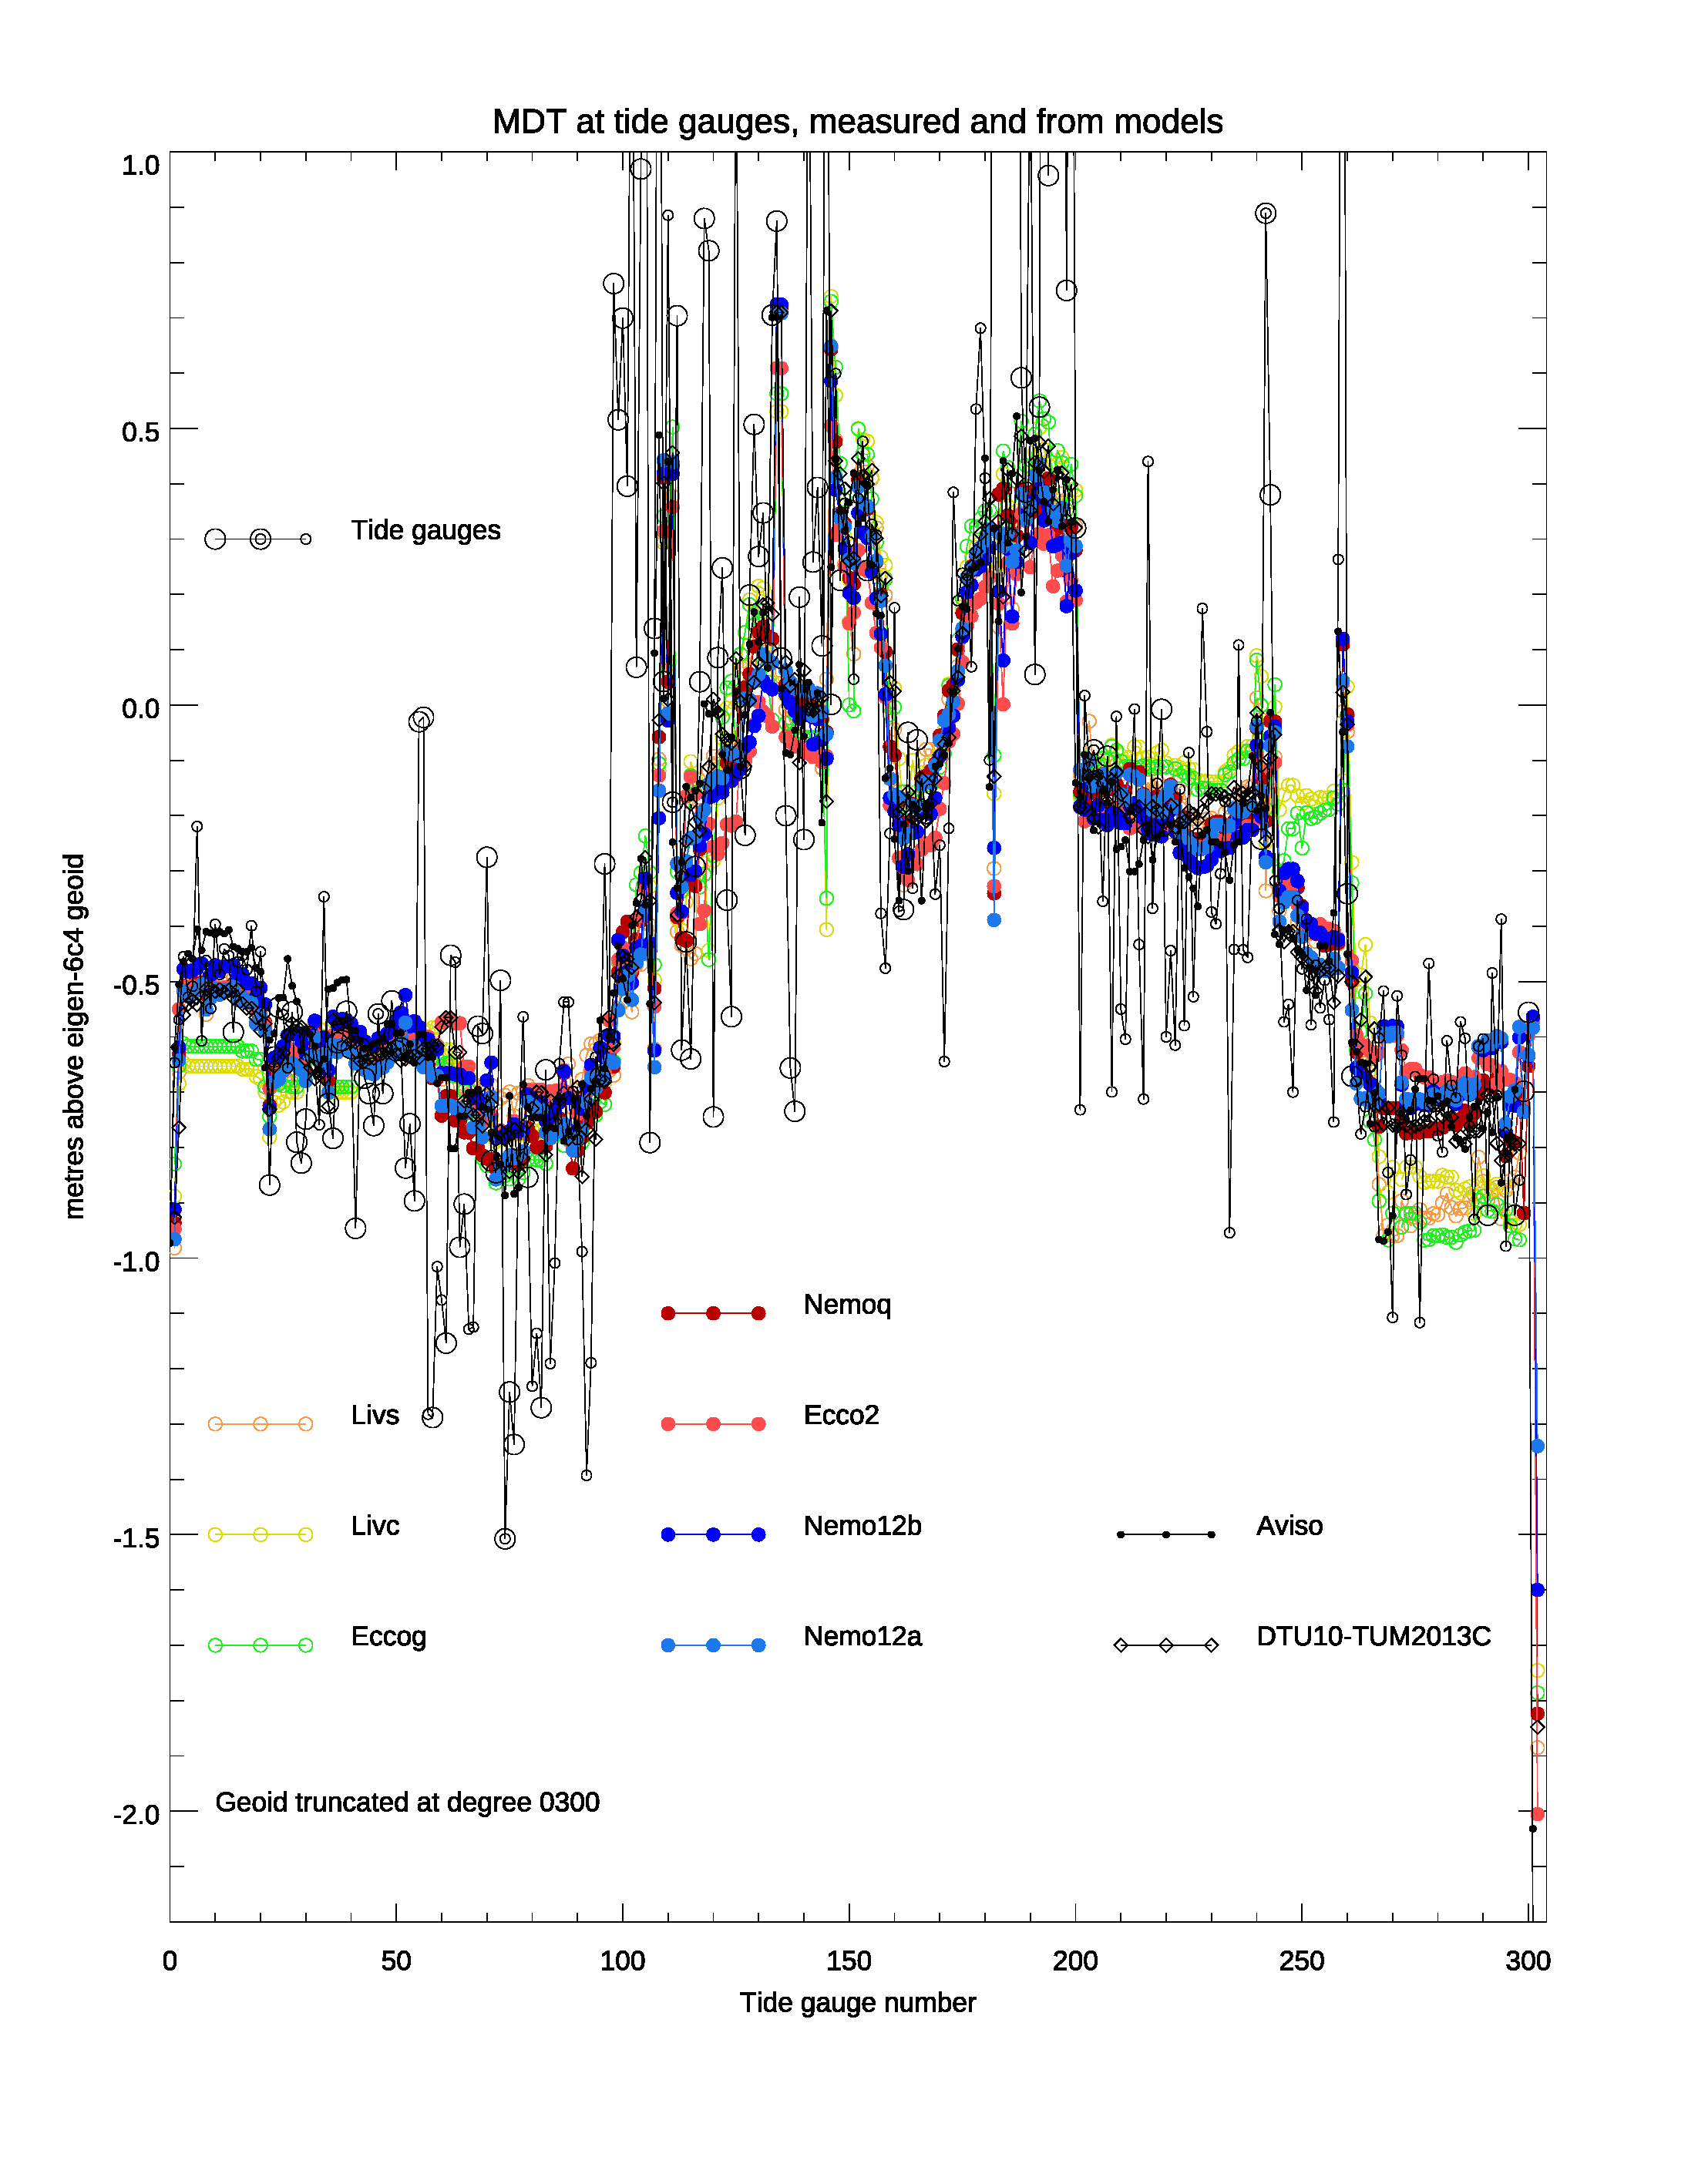 MDT at tide gauges, measured and from models
1.0
0.5
0.0
-0.5
-1.0
-1.5
-2.0
metres above eigen-6c4 geoid
Tide gauges
Nemoq
Livs
Ecco2
Livc
Nemo12b
Aviso
Eccog
Nemo12a
DTU10-TUM2013C
Geoid truncated at degree 0300
0 50 100 150 200 250 300
Tide gauge number